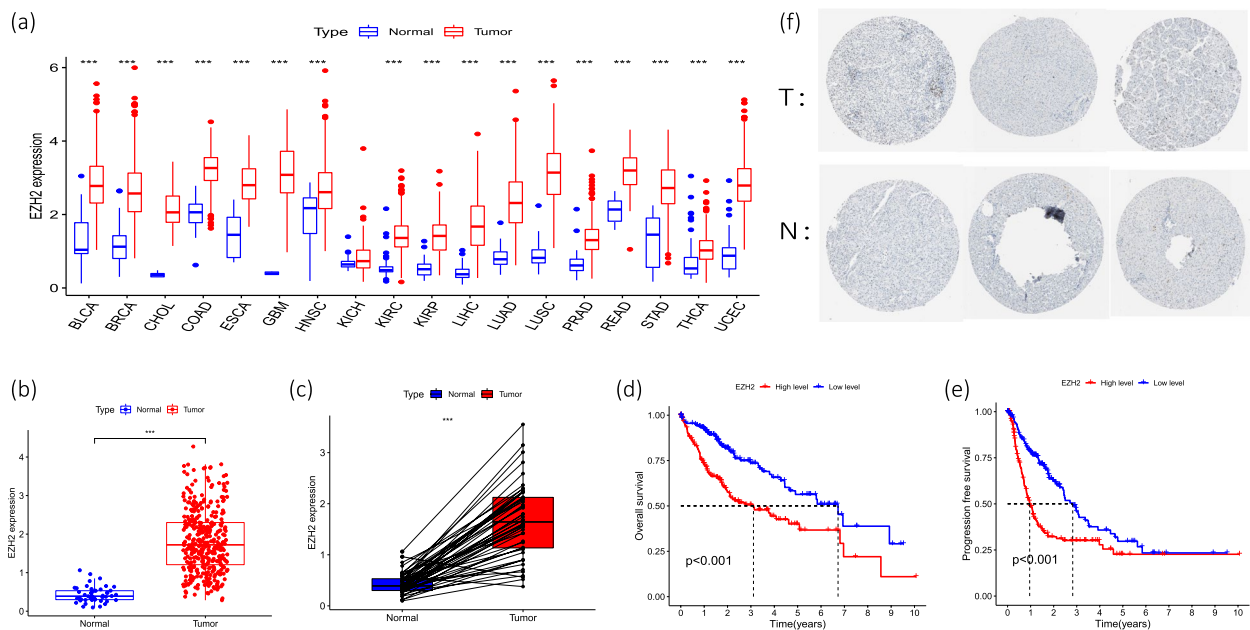 (a)
Type Normal Tumor
*** *** *** *** *** *** *** *** *** *** *** *** *** *** *** *** ***
EZH2 expression
6
4
2
0
BLCA BRCA CHOL COAD ESCA GBM HNSC KICH KIRC KIRP LIHC LUAD LUSC PRAD READ STAD THCA UCEC
(f)
T:
N:
(b)
Type Normal Tumor
***
EZH2 expression
4
3
2
1
0
Normal Tumor
(c)
Type Normal Tumor
***
EZH2 expression
3
2
1
0
Normal Tumor
(d)
EZH2 High level Low level
Overall survival
1.00
0.75
0.50
0.25
0.00
p<0.001
0 1 2 3 4 5 6 7 8 9 10
Time(years)
(e)
EZH2 High level Low level
Progression free survival
1.00
0.75
0.50
0.25
0.00
p<0.001
0 1 2 3 4 5 6 7 8 9 10
Time(years)